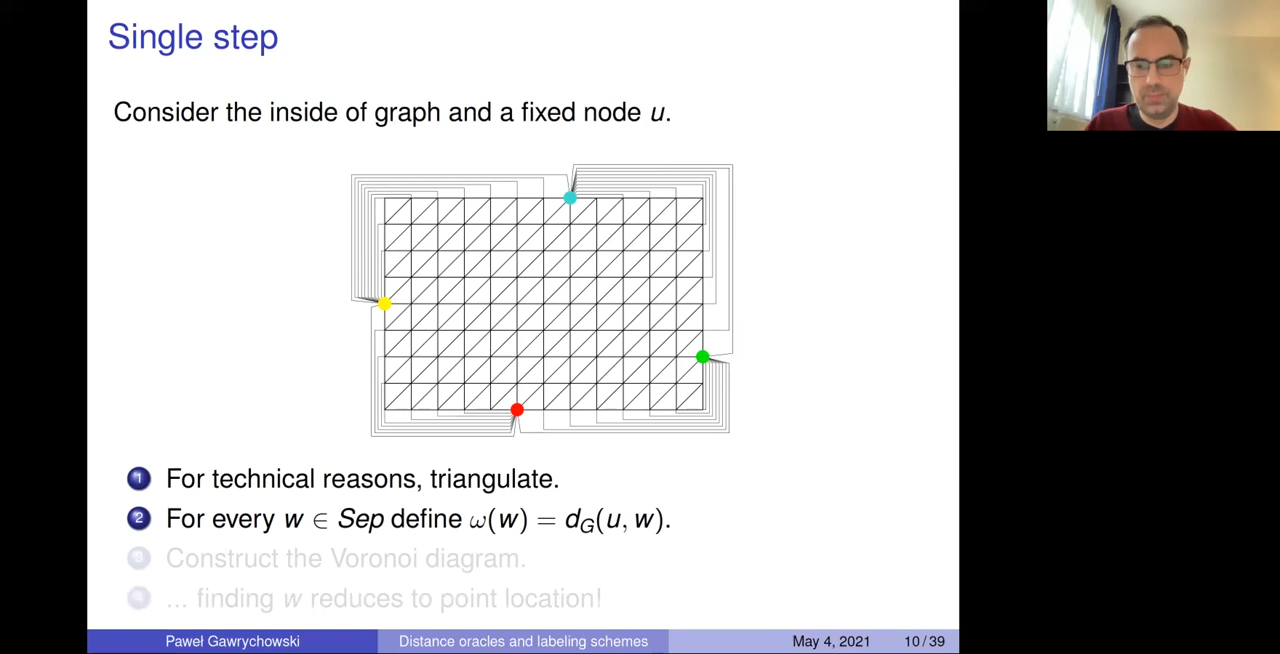 Single step
Consider the inside of graph and a fixed node u.
1 For technical reasons, triangulate.
2 For every w ∈ Sep define ω(w) = d_G(u, w).
3 Construct the Voronoi diagram.
4 ... finding w reduces to point location!
Paweł Gawrychowski Distance oracles and labeling schemes May 4, 2021 10 / 39